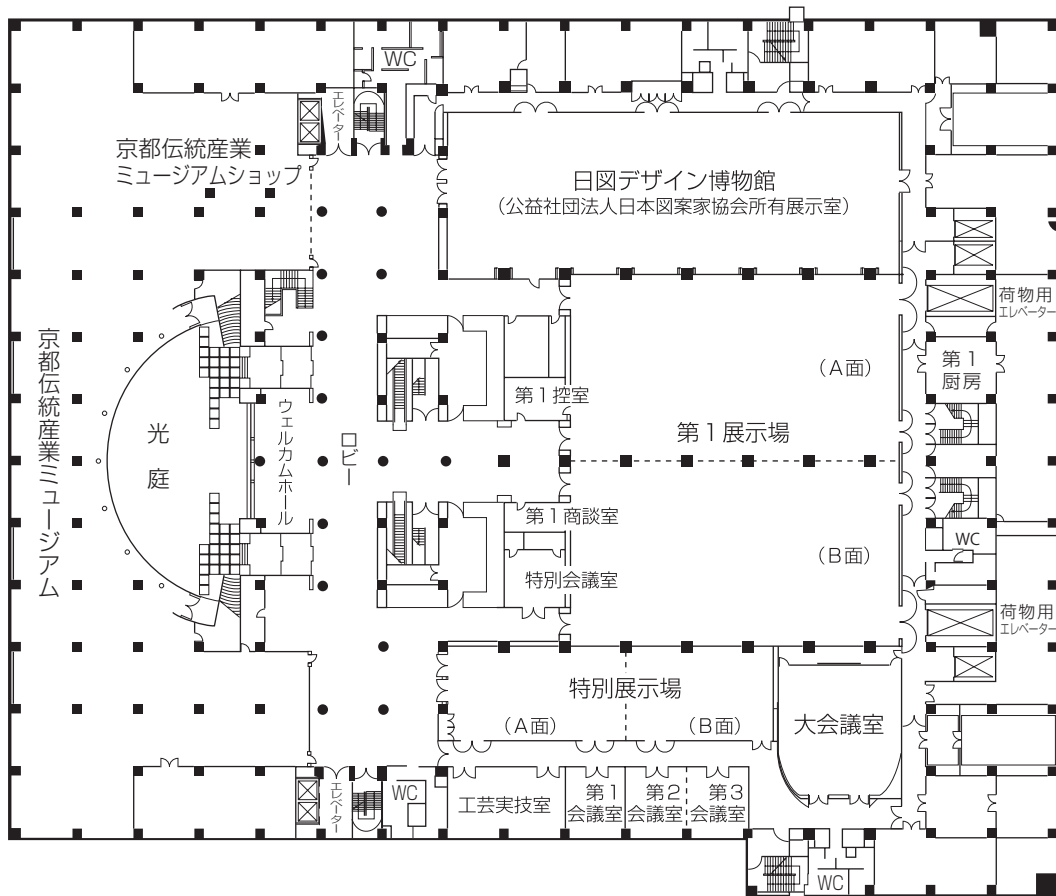 WC
エレベーター
京都伝統産業
ミュージアムショップ
日図デザイン博物館
（公益社団法人日本図案家協会所有展示室）
荷物用
エレベーター
京都伝統産業ミュージアム
光庭
ウェルカムホール
ロビー
第1控室
（A面）
第1
厨房
第1展示場
第1商談室
（B面）
特別会議室
WC
荷物用
エレベーター
特別展示場
（A面）
（B面）
大会議室
エレベーター
WC
工芸実技室
第1
会議室
第2
会議室
第3
会議室
WC